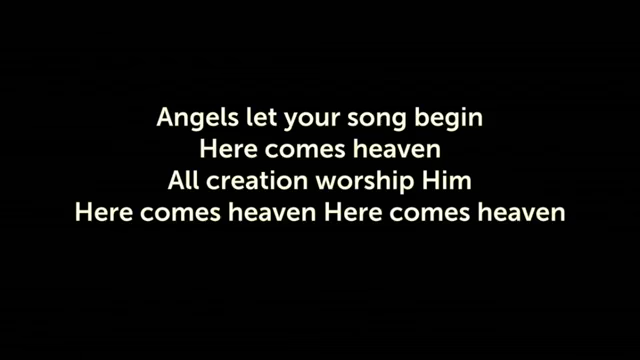 Angels let your song begin
Here comes heaven
All creation worship Him
Here comes heaven Here comes heaven